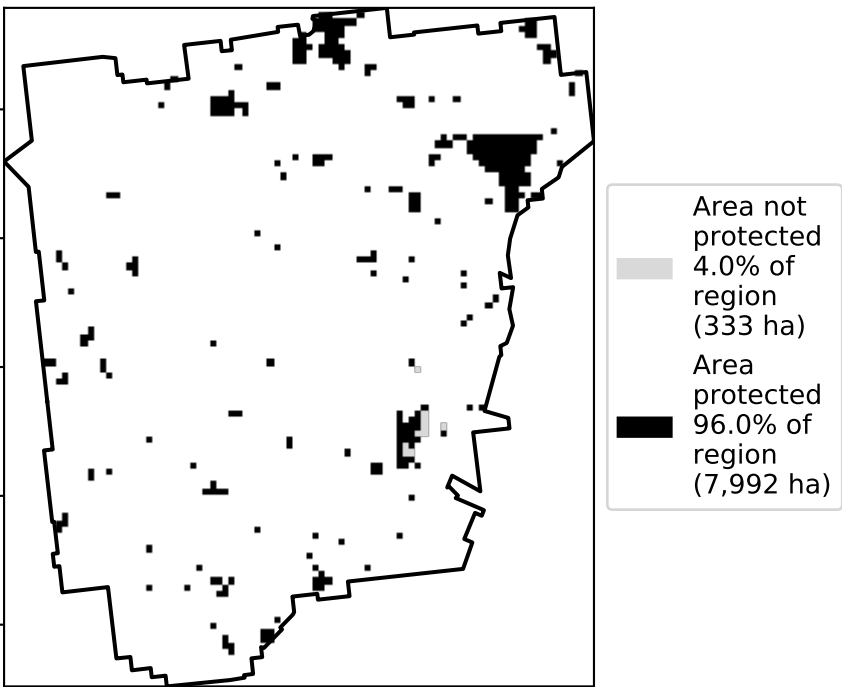 Area not
protected
4.0% of
region
(333 ha)
Area
protected
96.0% of
region
(7,992 ha)